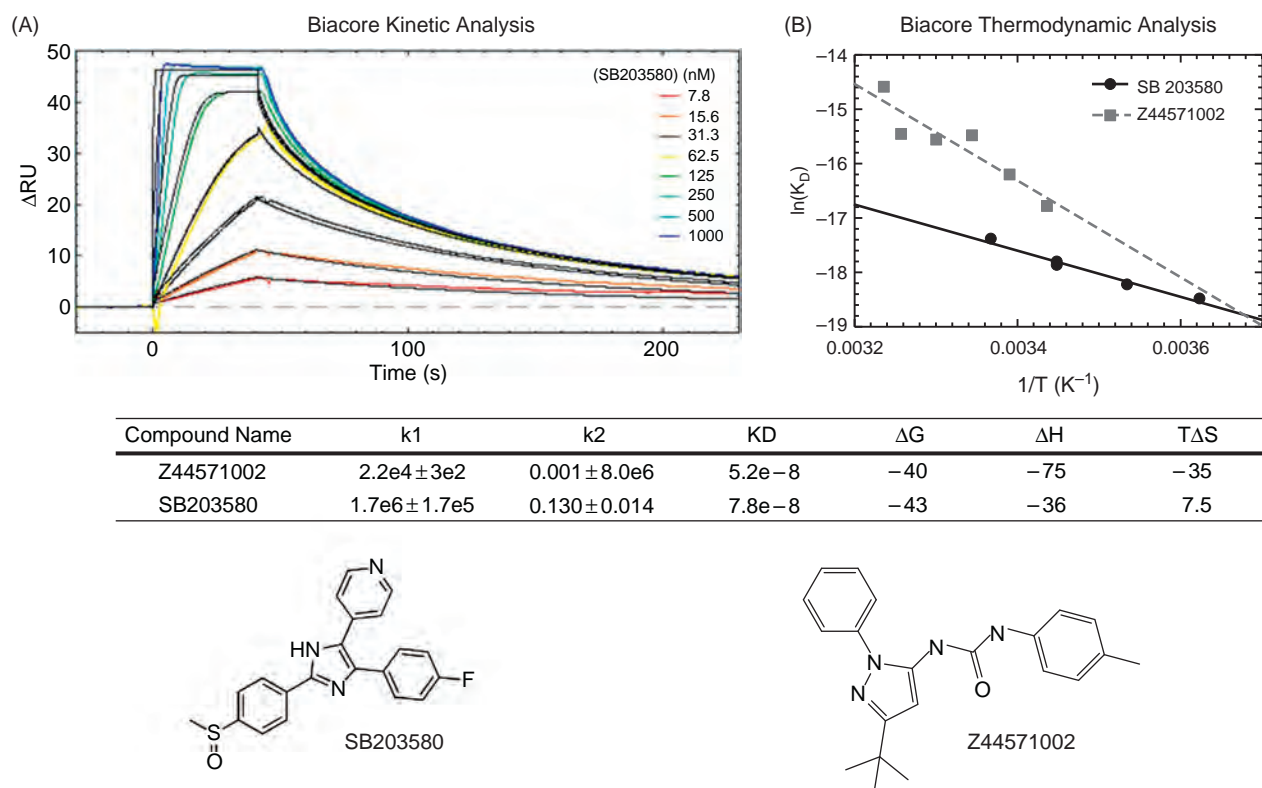 (A) Biacore Kinetic Analysis
50
40
30
20
10
0
ΔRU
0 100 200
Time (s)
(SB203580) (nM)
7.8
15.6
31.3
62.5
125
250
500
1000
(B) Biacore Thermodynamic Analysis
−14
−15
−16
−17
−18
−19
ln(K_D)
SB 203580
Z44571002
0.0032 0.0034 0.0036
1/T (K⁻¹)
Compound Name k1 k2 KD ΔG ΔH TΔS
Z44571002 2.2e4 ± 3e2 0.001 ± 8.0e6 5.2e−8 −40 −75 −35
SB203580 1.7e6 ± 1.7e5 0.130 ± 0.014 7.8e−8 −43 −36 7.5
N
HN
N
F
S
O
SB203580
N
N
N
N
O
Z44571002